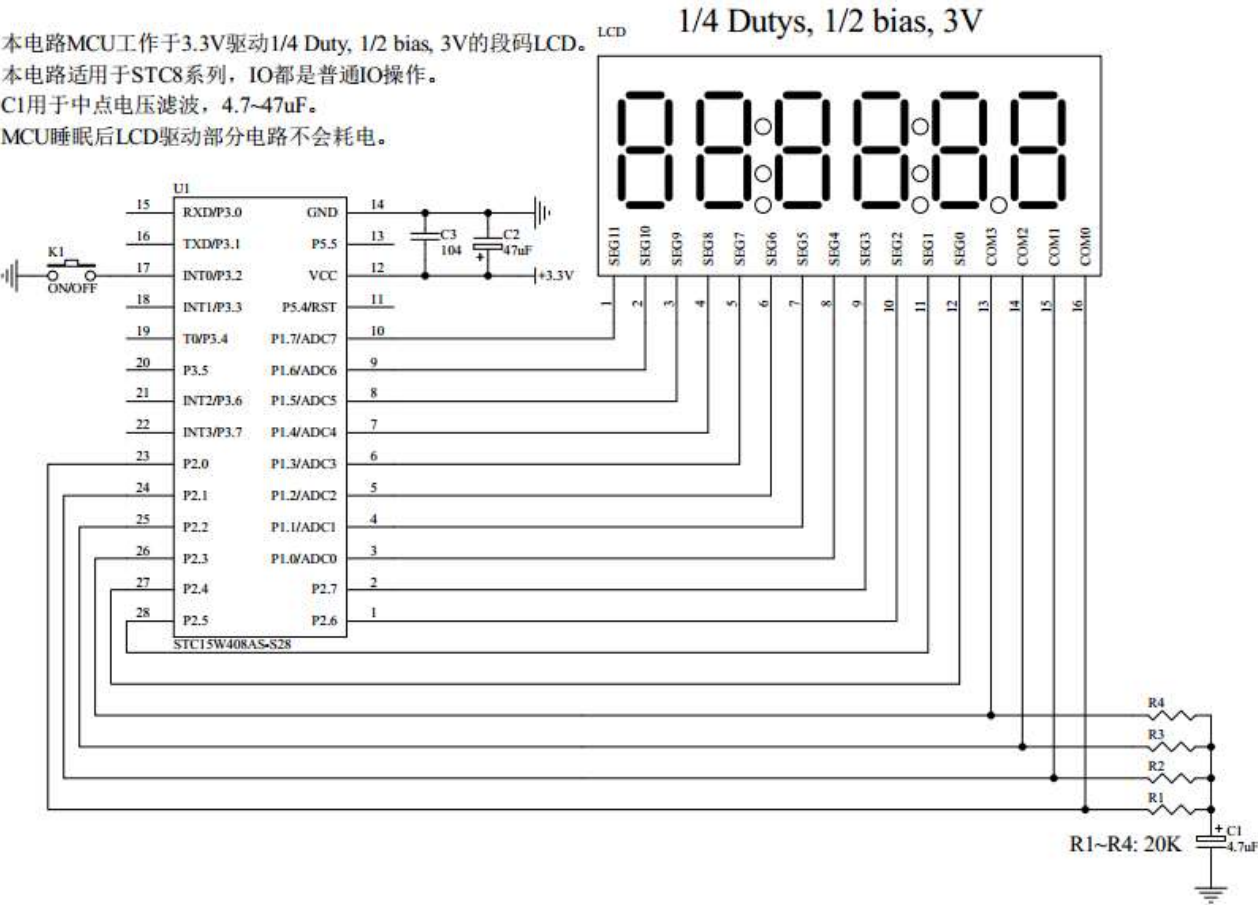 1/4 Dutys, 1/2 bias, 3V
本电路MCU工作于3.3V驱动1/4 Duty, 1/2 bias, 3V的段码LCD。
本电路适用于STC8系列，IO都是普通IO操作。
C1用于中点电压滤波，4.7~47uF。
MCU睡眠后LCD驱动部分电路不会耗电。
LCD
SEG11
SEG10
SEG9
SEG8
SEG7
SEG6
SEG5
SEG4
SEG3
SEG2
SEG1
SEG0
COM3
COM2
COM1
COM0
1
2
3
4
5
6
7
8
9
10
11
12
13
14
15
16
U1
15 RXD/P3.0 GND 14
16 TXD/P3.1 P5.5 13
17 INT0/P3.2 VCC 12
18 INT1/P3.3 P5.4/RST 11
19 T0/P3.4 P1.7/ADC7 10
20 P3.5 P1.6/ADC6 9
21 INT2/P3.6 P1.5/ADC5 8
22 INT3/P3.7 P1.4/ADC4 7
23 P2.0 P1.3/ADC3 6
24 P2.1 P1.2/ADC2 5
25 P2.2 P1.1/ADC1 4
26 P2.3 P1.0/ADC0 3
27 P2.4 P2.7 2
28 P2.5 P2.6 1
STC15W408AS-S28
K1
ON/OFF
C3
104
C2
47uF
+
+3.3V
R4
R3
R2
R1
R1~R4: 20K
+ C1
4.7uF